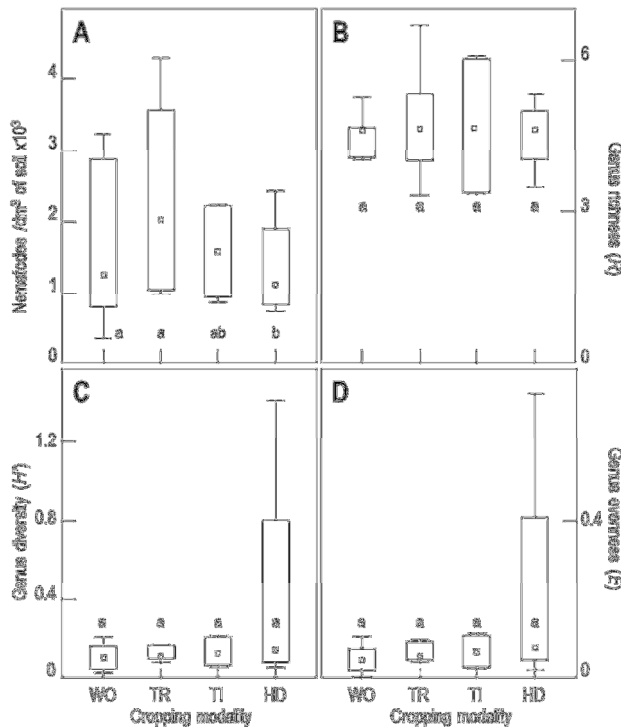 A
B
Nematodes /dm³ of soil x10³
4
3
2
1
0
a a ab b
6
3
0
a a a a
Genus richness (R)
C
D
Genus diversity (H')
1.2
0.8
0.4
0
a a a a
0.4
0
a a a a
Genus evenness (E)
WO TR TI HD
WO TR TI HD
Cropping modality
Cropping modality